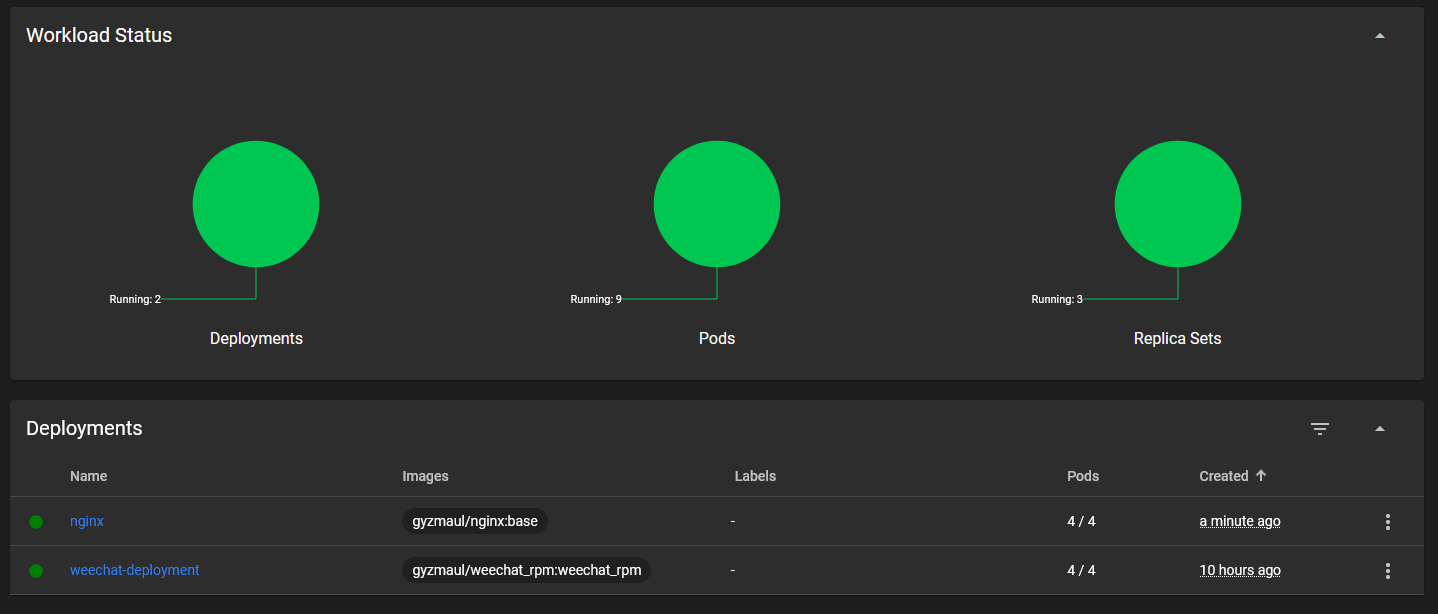 Workload Status
Running: 2
Running: 9
Running: 3
Deployments
Pods
Replica Sets
Deployments
Name Images Labels Pods Created
nginx gyzmaul/nginx:base - 4 / 4 a minute ago
weechat-deployment gyzmaul/weechat_rpm:weechat_rpm - 4 / 4 10 hours ago